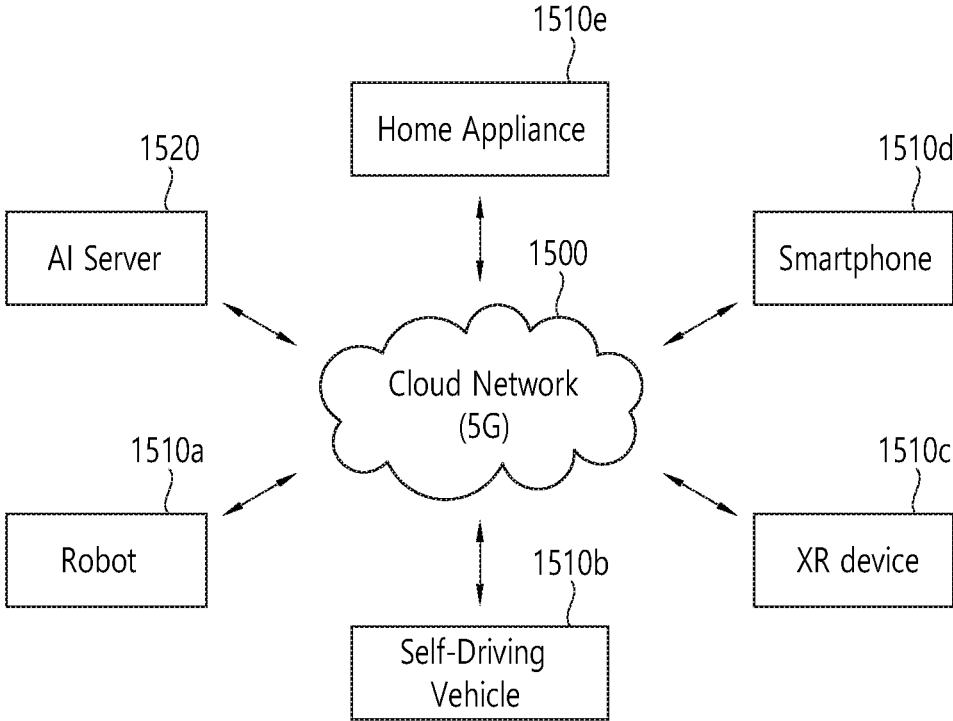 1510e
Home Appliance
1520
AI Server
1510d
Smartphone
1500
Cloud Network
(5G)
1510a
Robot
1510c
XR device
1510b
Self-Driving
Vehicle